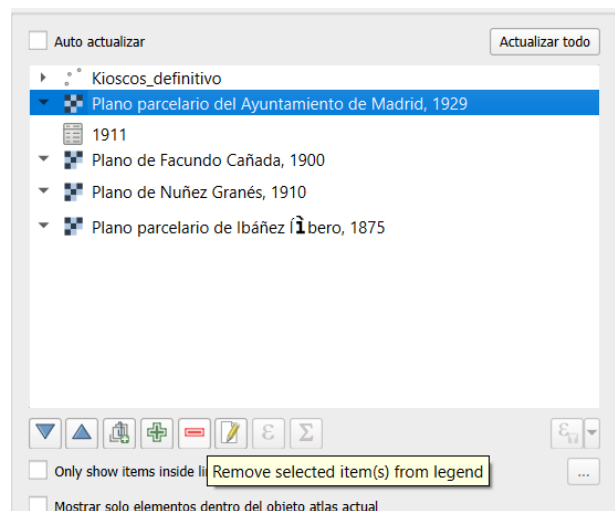 Auto actualizar
Actualizar todo
Kioscos_definitivo
Plano parcelario del Ayuntamiento de Madrid, 1929
1911
Plano de Facundo Cañada, 1900
Plano de Nuñez Granés, 1910
Plano parcelario de Ibáñez Íìbero, 1875
ε Σ
ε
Only show items inside li
Remove selected item(s) from legend
...
Mostrar solo elementos dentro del objeto atlas actual